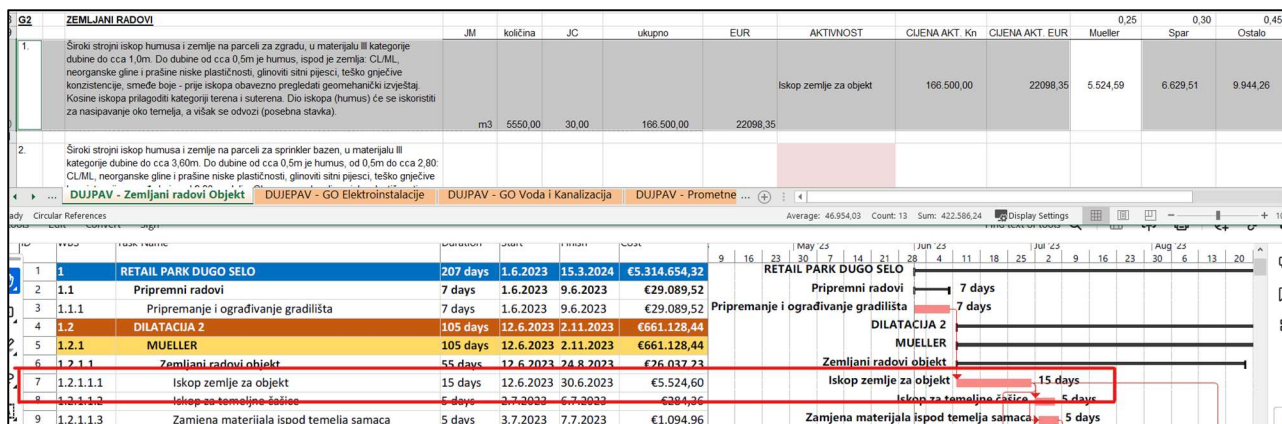 G2 ZEMLJANI RADOVI 0,25 0,30 0,45
JM količina JC ukupno EUR AKTIVNOST CIJENA AKT. Kn CIJENA AKT. EUR Mueller Spar Ostalo
1. Široki strojni iskop humusa i zemlje na parceli za zgradu, u materijalu III kategorije
dubine do cca 1,0m. Do dubine od cca 0,5m je humus, ispod je zemlja: CL/ML,
neorganske gline i prašine niske plastičnosti, glinoviti sitni pijesci, teško gnječive
konzistencije, smeđe boje - prije iskopa obavezno pregledati geomehanički izvještaj.
Kosine iskopa prilagoditi kategoriji terena i suterena. Dio iskopa (humus) će se iskoristiti
za nasipavanje oko temelja, a višak se odvozi (posebna stavka).
Iskop zemlje za objekt 166.500,00 22098,35 5.524,59 6.629,51 9.944,26
m3 5550,00 30,00 166.500,00 22098,35
2. Široki strojni iskop humusa i zemlje na parceli za sprinkler bazen, u materijalu III
kategorije dubine do cca 3,60m. Do dubine od cca 0,5m je humus, od 0,5m do cca 2,80:
CL/ML, neorganske gline i prašine niske plastičnosti, glinoviti sitni pijesci, teško gnječive
... DUJPAV - Zemljani radovi Objekt DUJEPAV - GO Elektroinstalacije DUJPAV - GO Voda i Kanalizacija DUJPAV - Prometne ...
ady Circular References Average: 46.954,03 Count: 13 Sum: 422.586,24 Display Settings
ID WBS Task Name Duration Start Finish Cost May '23 Jun '23 Jul '23 Aug '23
9 16 23 30 7 14 21 28 4 11 18 25 2 9 16 23 30 6 13 20
1 1 RETAIL PARK DUGO SELO 207 days 1.6.2023 15.3.2024 €5.314.654,32 RETAIL PARK DUGO SELO
2 1.1 Pripremni radovi 7 days 1.6.2023 9.6.2023 €29.089,52 Pripremni radovi 7 days
3 1.1.1 Pripremanje i ograđivanje gradilišta 7 days 1.6.2023 9.6.2023 €29.089,52 Pripremanje i ograđivanje gradilišta 7 days
4 1.2 DILATACIJA 2 105 days 12.6.2023 2.11.2023 €661.128,44 DILATACIJA 2
5 1.2.1 MUELLER 105 days 12.6.2023 2.11.2023 €661.128,44 MUELLER
6 1.2.1.1 Zemljani radovi objekt 55 days 12.6.2023 24.8.2023 €26.037,23 Zemljani radovi objekt
7 1.2.1.1.1 Iskop zemlje za objekt 15 days 12.6.2023 30.6.2023 €5.524,60 Iskop zemlje za objekt 15 days
8 1.2.1.1.2 Iskop za temeljne čašice 5 days 2.7.2023 6.7.2023 €284,36 Iskop za temeljne čašice 5 days
9 1.2.1.1.3 Zamjena materijala ispod temelja samaca 5 days 3.7.2023 7.7.2023 €1.094,96 Zamjena materijala ispod temelja samaca 5 days